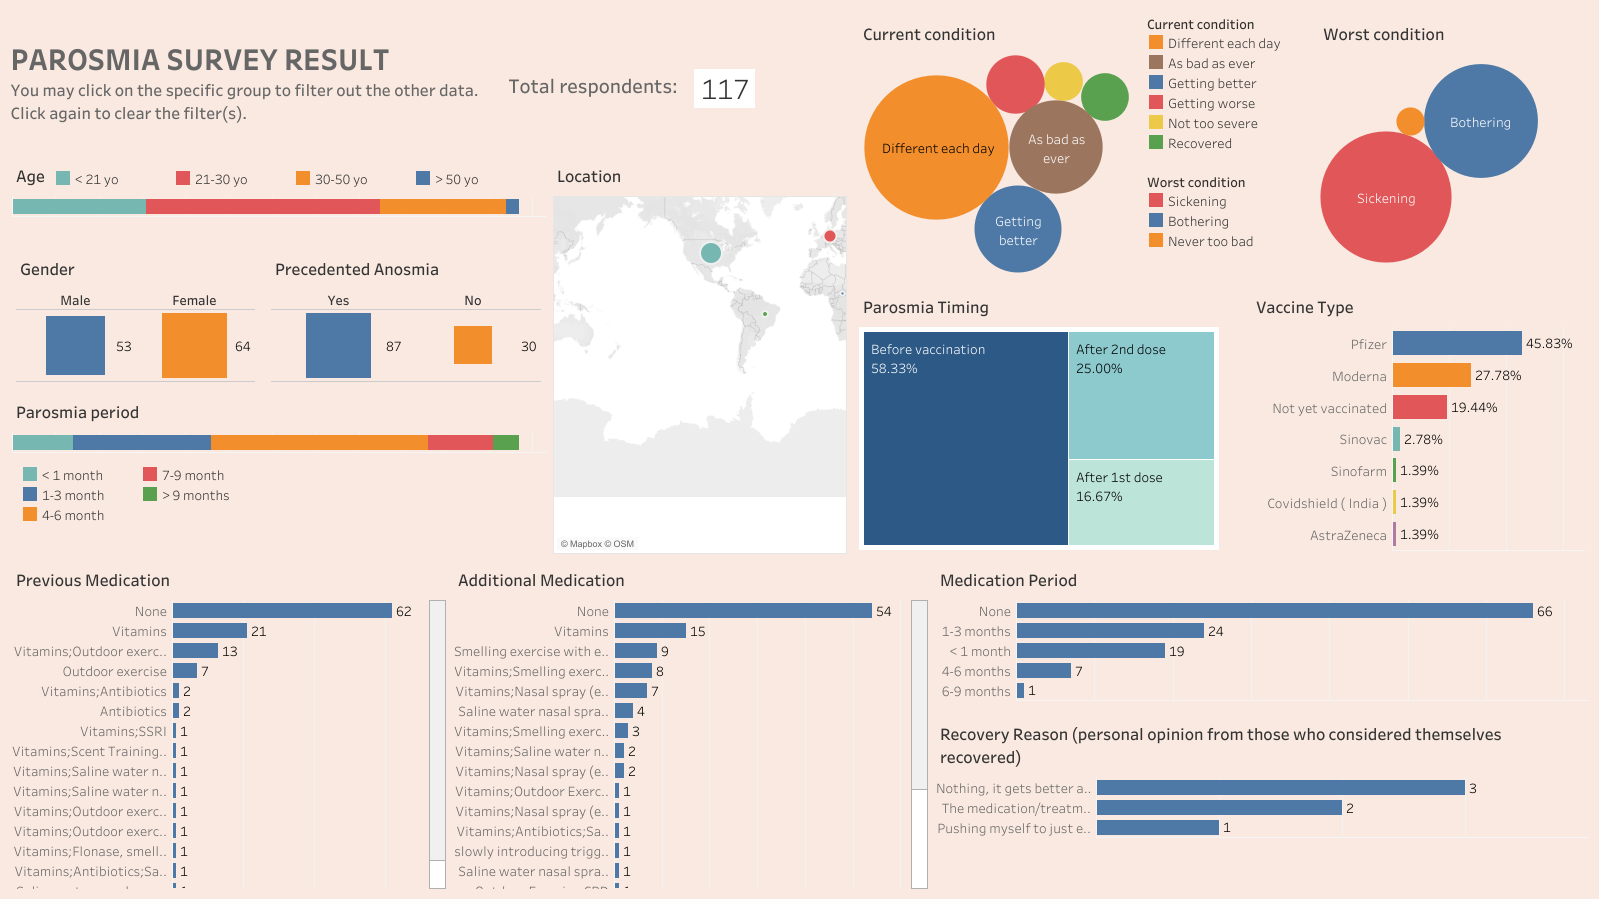 PAROSMIA SURVEY RESULT
You may click on the specific group to filter out the other data.
Click again to clear the filter(s).
Total respondents:
117
Age
< 21 yo
21-30 yo
30-50 yo
> 50 yo
Gender
Male
Female
53
64
Precedented Anosmia
Yes
No
87
30
Parosmia period
< 1 month
7-9 month
1-3 month
> 9 months
4-6 month
Location
© Mapbox © OSM
Current condition
Different each day
As bad as
ever
Getting
better
Current condition
Different each day
As bad as ever
Getting better
Getting worse
Not too severe
Recovered
Worst condition
Sickening
Bothering
Never too bad
Worst condition
Bothering
Sickening
Parosmia Timing
Before vaccination
58.33%
After 2nd dose
25.00%
After 1st dose
16.67%
Vaccine Type
Pfizer 45.83%
Moderna 27.78%
Not yet vaccinated 19.44%
Sinovac 2.78%
Sinofarm 1.39%
Covidshield ( India ) 1.39%
AstraZeneca 1.39%
Previous Medication
None 62
Vitamins 21
Vitamins;Outdoor exerc.. 13
Outdoor exercise 7
Vitamins;Antibiotics 2
Antibiotics 2
Vitamins;SSRI 1
Vitamins;Scent Training.. 1
Vitamins;Saline water n.. 1
Vitamins;Saline water n.. 1
Vitamins;Outdoor exerc.. 1
Vitamins;Outdoor exerc.. 1
Vitamins;Flonase, smell.. 1
Vitamins;Antibiotics;Sa.. 1
Additional Medication
None 54
Vitamins 15
Smelling exercise with e.. 9
Vitamins;Smelling exerc.. 8
Vitamins;Nasal spray (e.. 7
Saline water nasal spra.. 4
Vitamins;Smelling exerc.. 3
Vitamins;Saline water n.. 2
Vitamins;Nasal spray (e.. 2
Vitamins;Outdoor Exerc.. 1
Vitamins;Nasal spray (e.. 1
Vitamins;Antibiotics;Sa.. 1
slowly introducing trigg.. 1
Saline water nasal spra.. 1
Medication Period
None 66
1-3 months 24
< 1 month 19
4-6 months 7
6-9 months 1
Recovery Reason (personal opinion from those who considered themselves
recovered)
Nothing, it gets better a.. 3
The medication/treatm.. 2
Pushing myself to just e.. 1